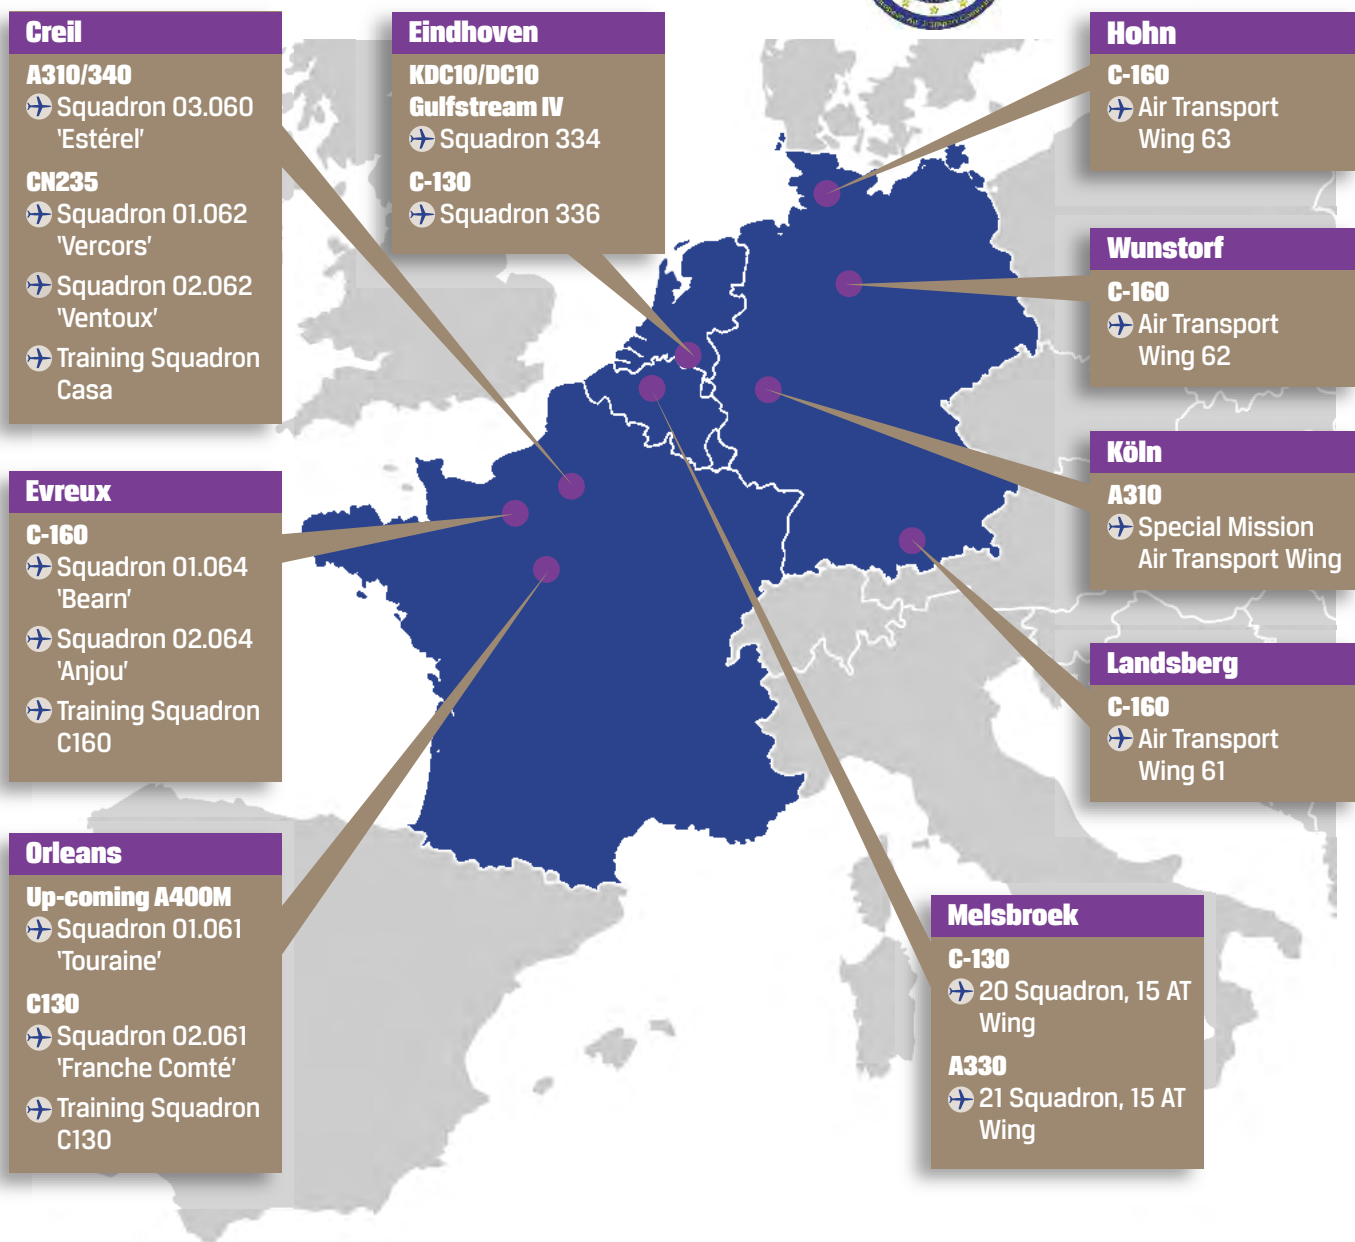 Creil
A310/340
Squadron 03.060
'Estérel'
CN235
Squadron 01.062
'Vercors'
Squadron 02.062
'Ventoux'
Training Squadron
Casa
Evreux
C-160
Squadron 01.064
'Bearn'
Squadron 02.064
'Anjou'
Training Squadron
C160
Orleans
Up-coming A400M
Squadron 01.061
'Touraine'
C130
Squadron 02.061
'Franche Comté'
Training Squadron
C130
Eindhoven
KDC10/DC10
Gulfstream IV
Squadron 334
C-130
Squadron 336
Hohn
C-160
Air Transport
Wing 63
Wunstorf
C-160
Air Transport
Wing 62
Köln
A310
Special Mission
Air Transport Wing
Landsberg
C-160
Air Transport
Wing 61
Melsbroek
C-130
20 Squadron, 15 AT
Wing
A330
21 Squadron, 15 AT
Wing